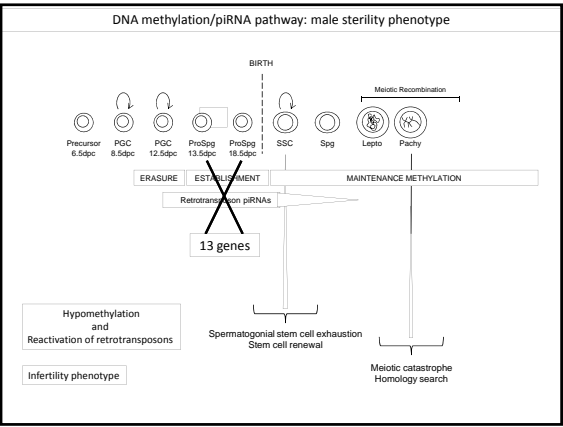 DNA methylation/piRNA pathway: male sterility phenotype
BIRTH
Meiotic Recombination
Precursor PGC PGC ProSpg ProSpg SSC Spg Lepto Pachy
6.5dpc 8.5dpc 12.5dpc 13.5dpc 18.5dpc
ERASURE ESTABLISHMENT MAINTENANCE METHYLATION
Retrotransposon piRNAs
13 genes
Hypomethylation
and
Reactivation of retrotransposons
Spermatogonial stem cell exhaustion
Stem cell renewal
Infertility phenotype
Meiotic catastrophe
Homology search